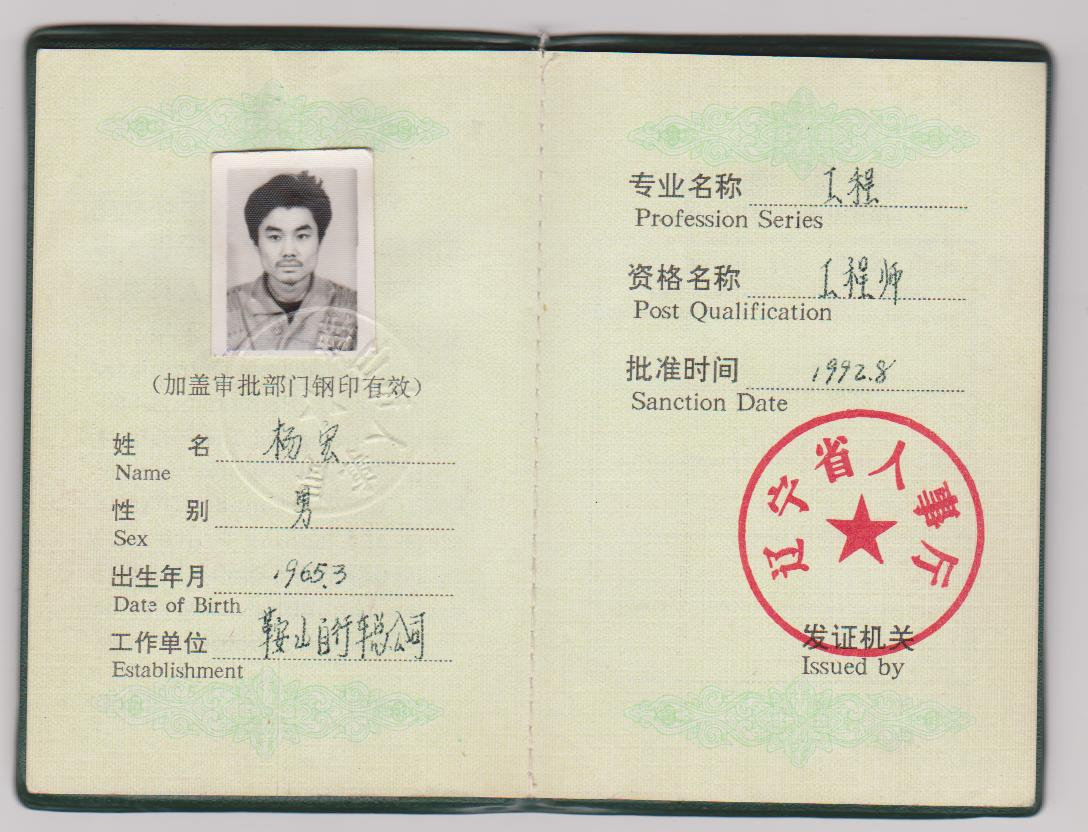 （加盖审批部门钢印有效）
姓 名 杨宏
Name
性 别 男
Sex
出生年月 1965.3
Date of Birth
工作单位 鞍山自行车总公司
Establishment
专业名称 工程
Profession Series
资格名称 工程师
Post Qualification
批准时间 1992.8
Sanction Date
辽宁省人事厅
发证机关
Issued by